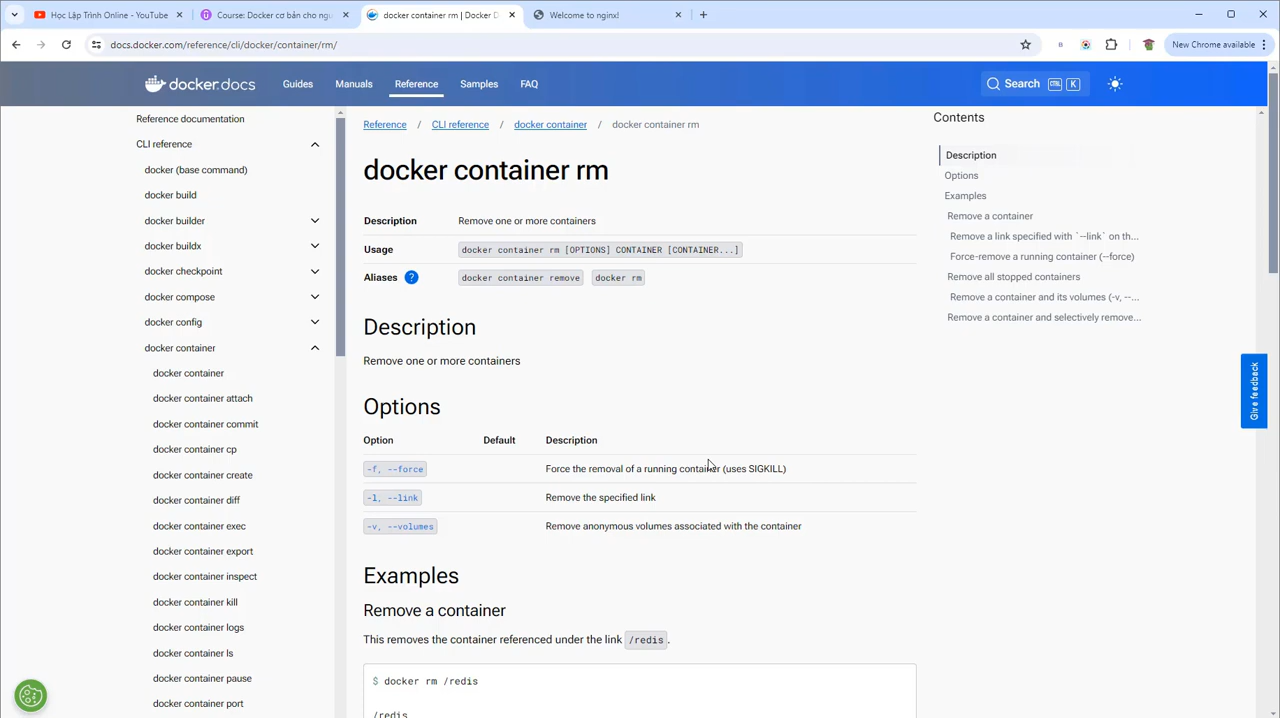 Học Lập Trình Online - YouTube
Course: Docker cơ bản cho ngư
docker container rm | Docker D
Welcome to nginx!
docs.docker.com/reference/cli/docker/container/rm/
New Chrome available
docker.docs
Guides
Manuals
Reference
Samples
FAQ
Search
CTRL
K
Reference documentation
CLI reference
docker (base command)
docker build
docker builder
docker buildx
docker checkpoint
docker compose
docker config
docker container
docker container
docker container attach
docker container commit
docker container cp
docker container create
docker container diff
docker container exec
docker container export
docker container inspect
docker container kill
docker container logs
docker container ls
docker container pause
docker container port
Reference / CLI reference / docker container / docker container rm
docker container rm
Description Remove one or more containers
Usage docker container rm [OPTIONS] CONTAINER [CONTAINER...]
Aliases ? docker container remove docker rm
Description
Remove one or more containers
Options
Option Default Description
-f, --force Force the removal of a running container (uses SIGKILL)
-l, --link Remove the specified link
-v, --volumes Remove anonymous volumes associated with the container
Examples
Remove a container
This removes the container referenced under the link /redis.
$ docker rm /redis
/redis
Contents
Description
Options
Examples
Remove a container
Remove a link specified with `--link` on th...
Force-remove a running container (--force)
Remove all stopped containers
Remove a container and its volumes (-v, --...
Remove a container and selectively remove...
Give feedback